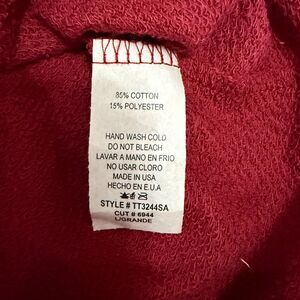 85% COTTON
15% POLYESTER
HAND WASH COLD
DO NOT BLEACH
LAVAR A MANO EN FRIO
NO USAR CLORO
MADE IN USA
HECHO EN E.U.A
STYLE # TT3244SA
CUT # 6944
L/GRANDE